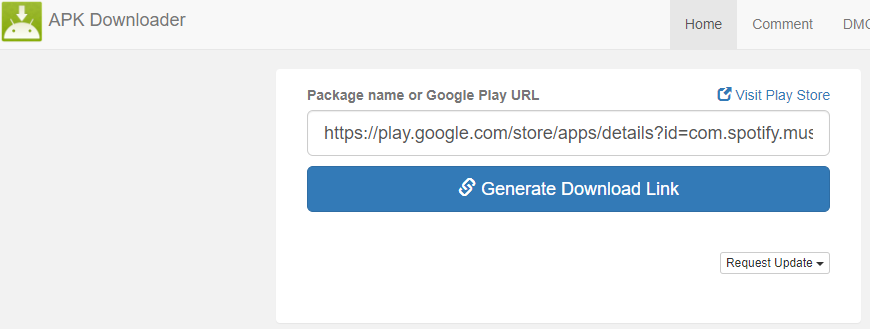 APK Downloader
Home
Comment
DMC
Package name or Google Play URL
Visit Play Store
https://play.google.com/store/apps/details?id=com.spotify.mus
Generate Download Link
Request Update